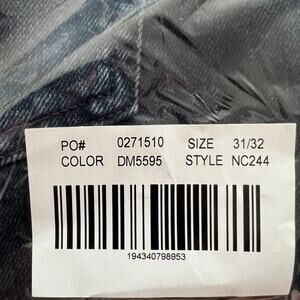 PO# 0271510 SIZE 31/32
COLOR DM5595 STYLE NC244
194340798953